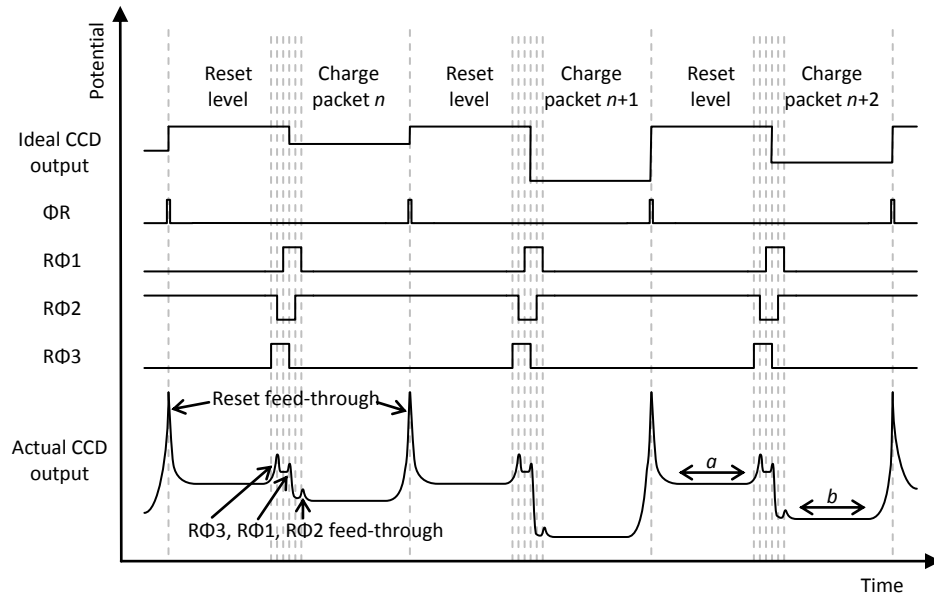 Potential
Reset
level
Charge
packet n
Reset
level
Charge
packet n+1
Reset
level
Charge
packet n+2
Ideal CCD
output
ΦR
RΦ1
RΦ2
RΦ3
Reset feed-through
Actual CCD
output
a
b
RΦ3, RΦ1, RΦ2 feed-through
Time